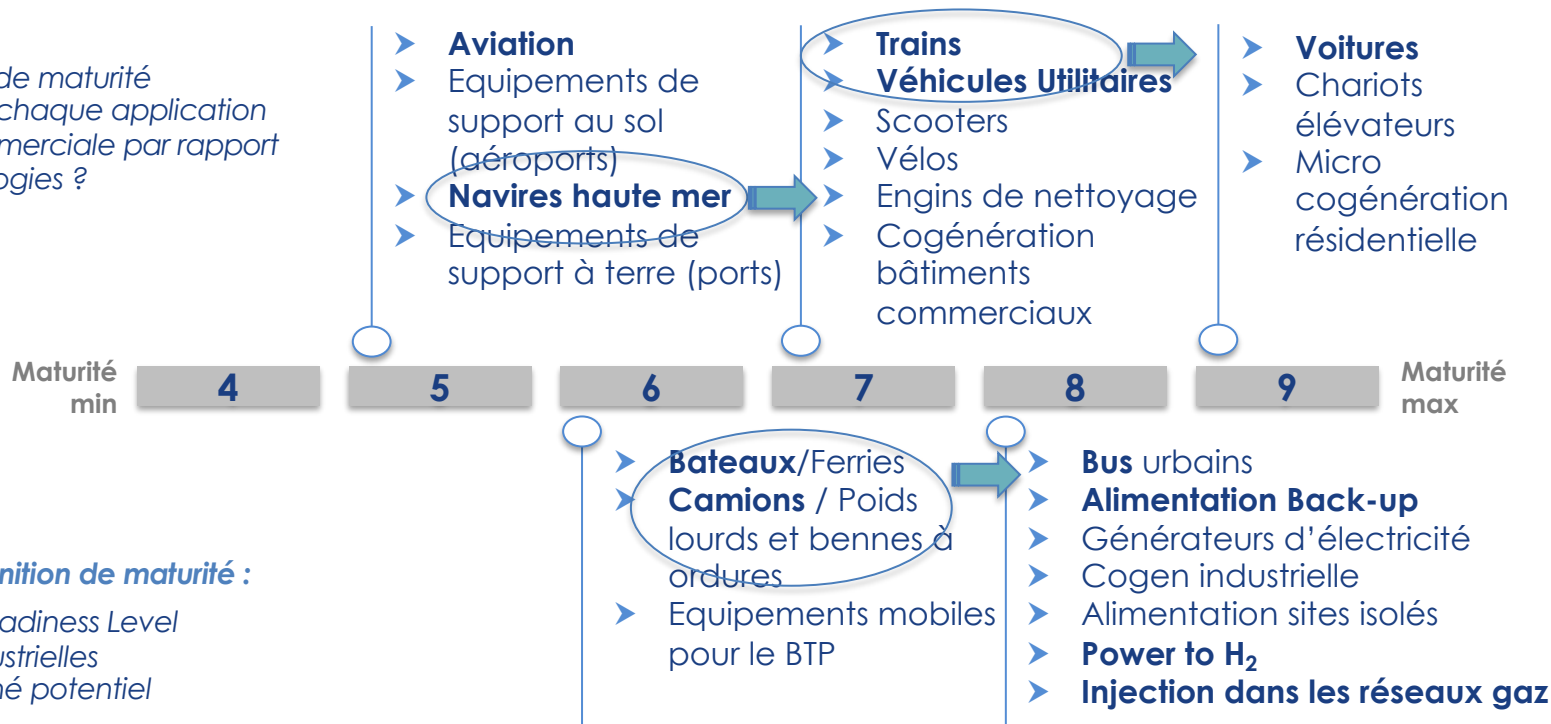 de maturité
chaque application
merciale par rapport
ogies ?
➤ Aviation
➤ Equipements de
support au sol
(aéroports)
➤ Navires haute mer
➤ Equipements de
support à terre (ports)
➤ Trains
➤ Véhicules Utilitaires
➤ Scooters
➤ Vélos
➤ Engins de nettoyage
➤ Cogénération
bâtiments
commerciaux
➤ Voitures
➤ Chariots
élévateurs
➤ Micro
cogénération
résidentielle
Maturité
min
4
5
6
7
8
9
Maturité
max
➤ Bateaux/Ferries
➤ Camions / Poids
lourds et bennes à
ordures
➤ Equipements mobiles
pour le BTP
➤ Bus urbains
➤ Alimentation Back-up
➤ Générateurs d’électricité
➤ Cogen industrielle
➤ Alimentation sites isolés
➤ Power to H₂
➤ Injection dans les réseaux gaz
nition de maturité :
adiness Level
ustrielles
hé potentiel